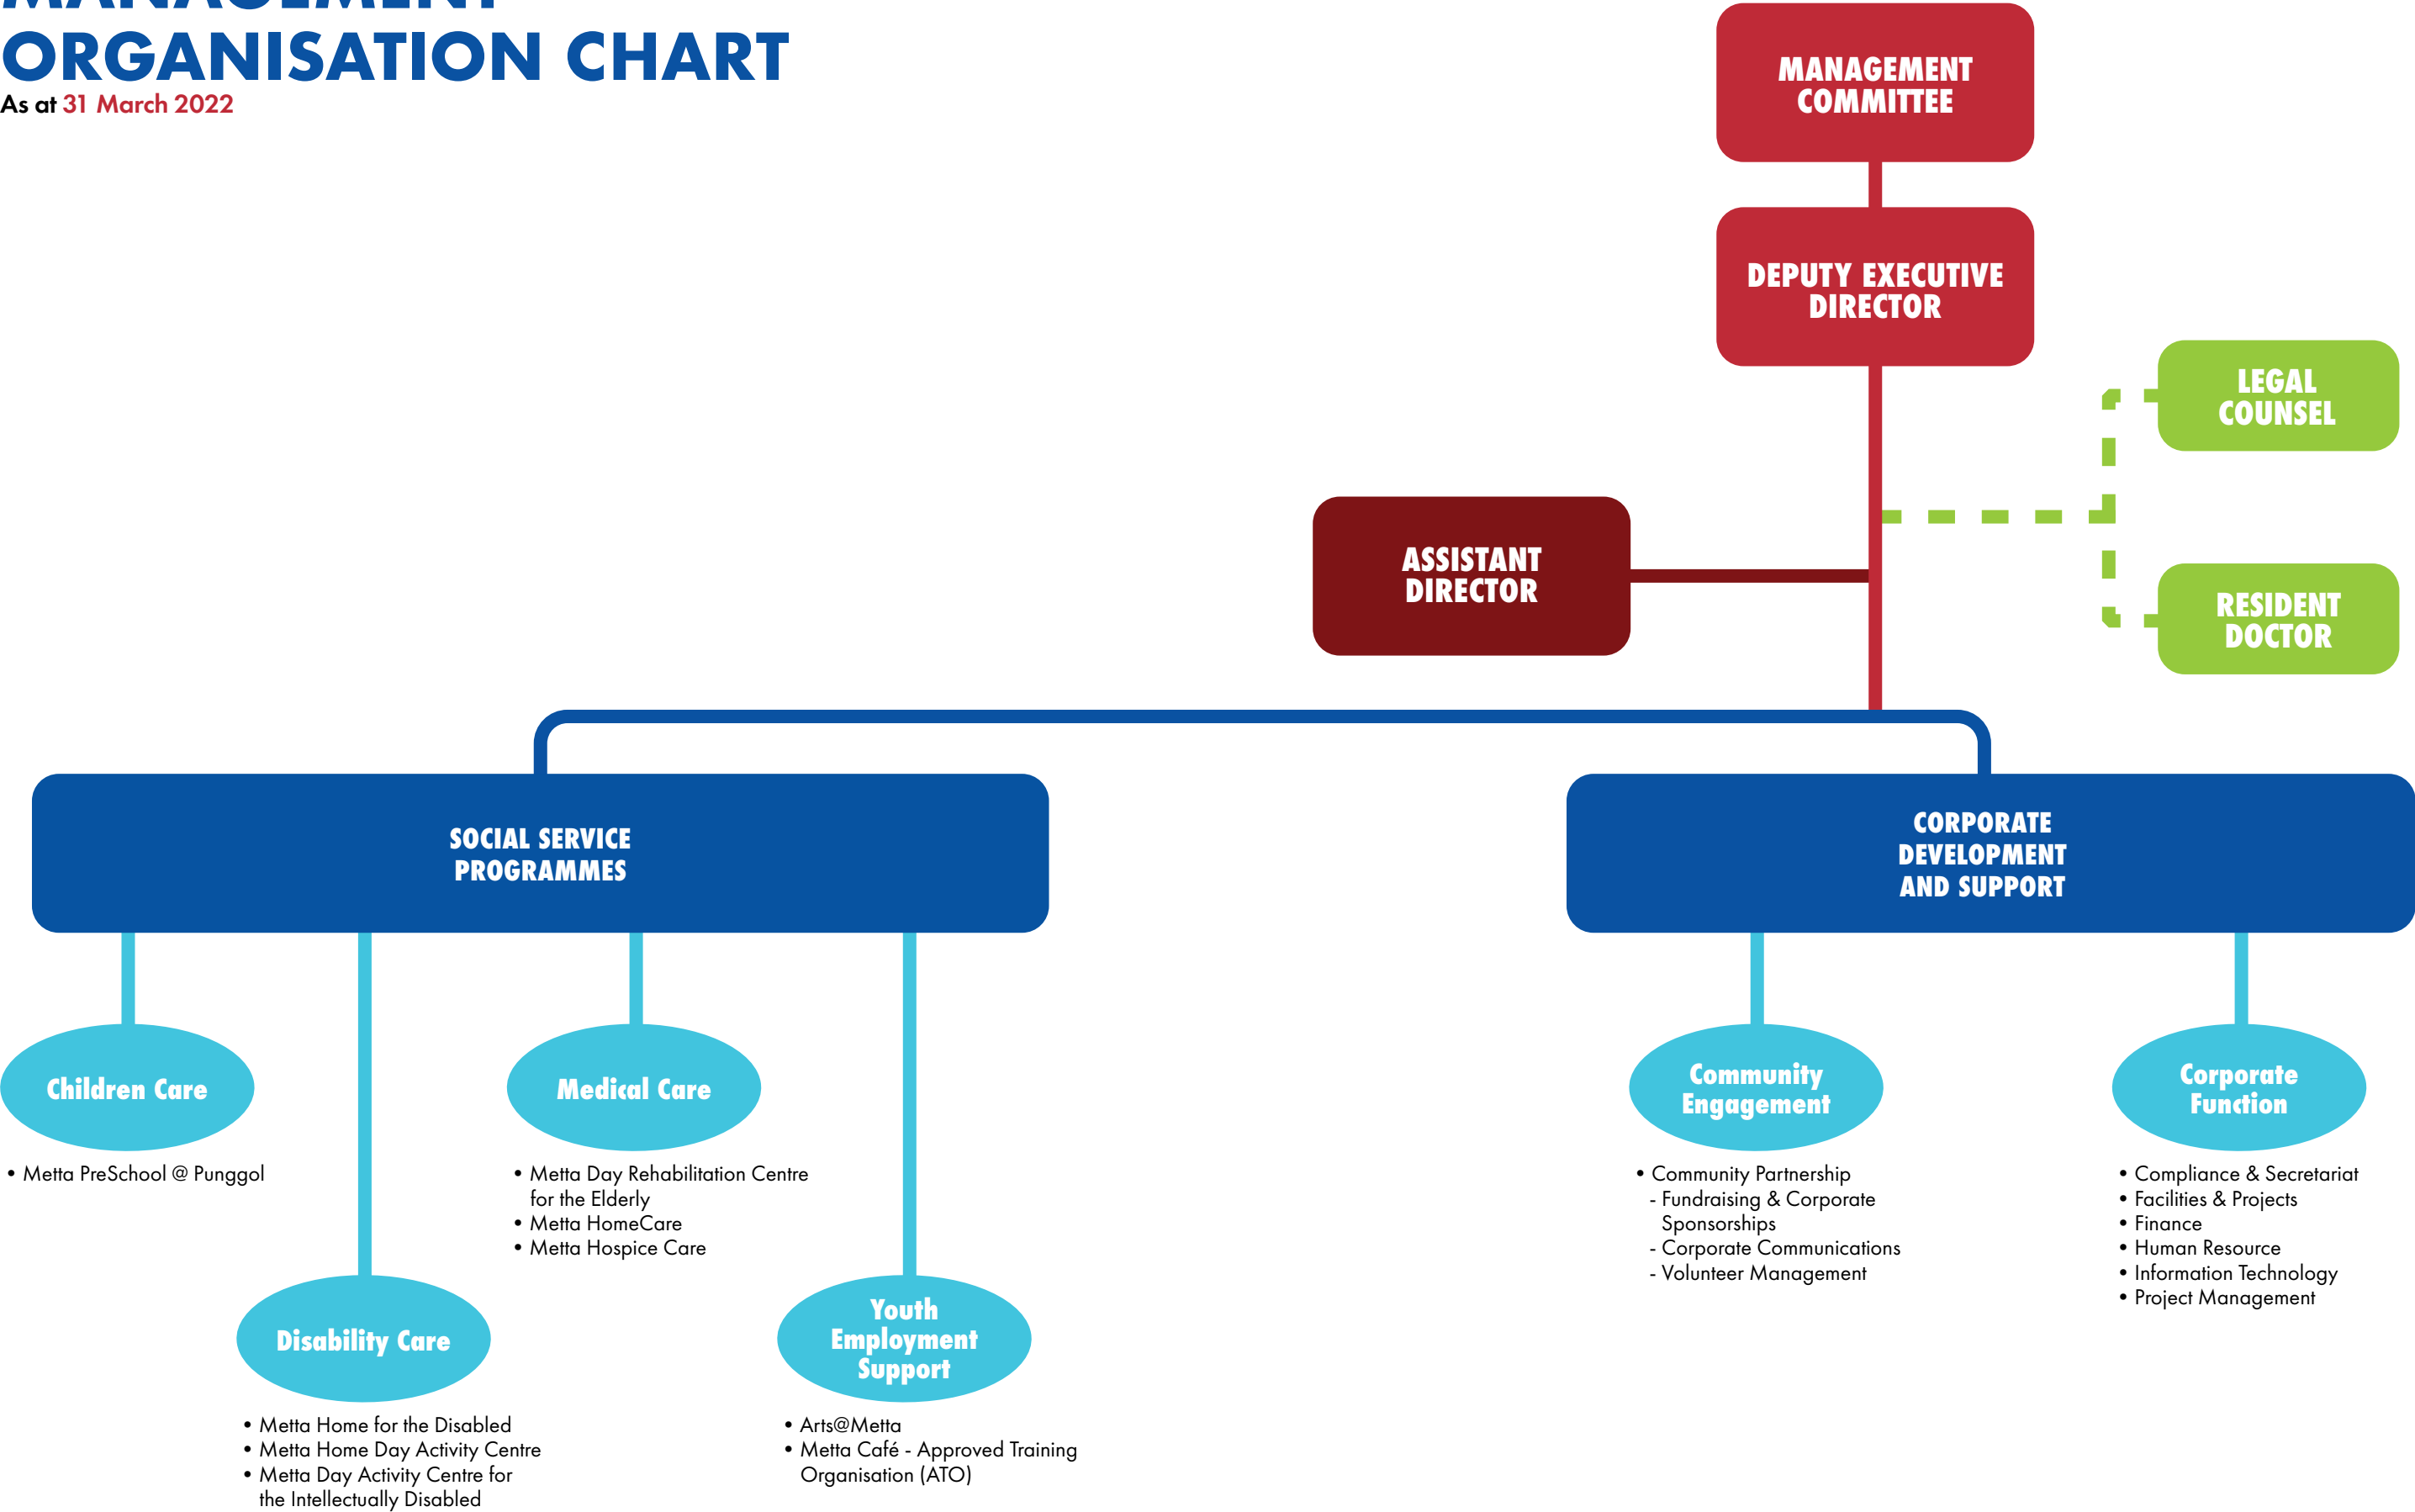 MANAGEMENT
ORGANISATION CHART
As at 31 March 2022
MANAGEMENT
COMMITTEE
DEPUTY EXECUTIVE
DIRECTOR
LEGAL
COUNSEL
ASSISTANT
DIRECTOR
RESIDENT
DOCTOR
SOCIAL SERVICE
PROGRAMMES
CORPORATE
DEVELOPMENT
AND SUPPORT
Children Care
• Metta PreSchool @ Punggol
Disability Care
• Metta Home for the Disabled
• Metta Home Day Activity Centre
• Metta Day Activity Centre for
the Intellectually Disabled
Medical Care
• Metta Day Rehabilitation Centre
for the Elderly
• Metta HomeCare
• Metta Hospice Care
Youth
Employment
Support
• Arts@Metta
• Metta Café - Approved Training
Organisation (ATO)
Community
Engagement
• Community Partnership
- Fundraising & Corporate
Sponsorships
- Corporate Communications
- Volunteer Management
Corporate
Function
• Compliance & Secretariat
• Facilities & Projects
• Finance
• Human Resource
• Information Technology
• Project Management